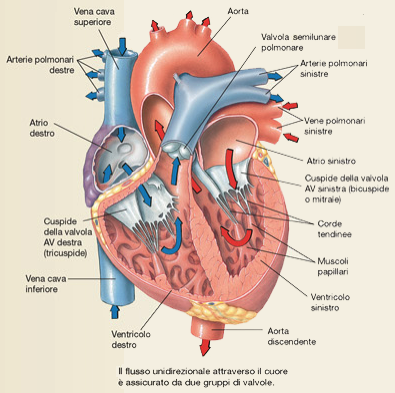 Vena cava
superiore
Aorta
Valvola semilunare
polmonare
Arterie polmonari
destre
Arterie polmonari
sinistre
Vene polmonari
sinistre
Atrio
destro
Atrio sinistro
Cuspide della valvola
AV sinistra (bicuspide
o mitrale)
Cuspide
della valvola
AV destra
(tricuspide)
Corde
tendinee
Muscoli
papillari
Vena cava
inferiore
Ventricolo
sinistro
Ventricolo
destro
Aorta
discendente
Il flusso unidirezionale attraverso il cuore
è assicurato da due gruppi di valvole.